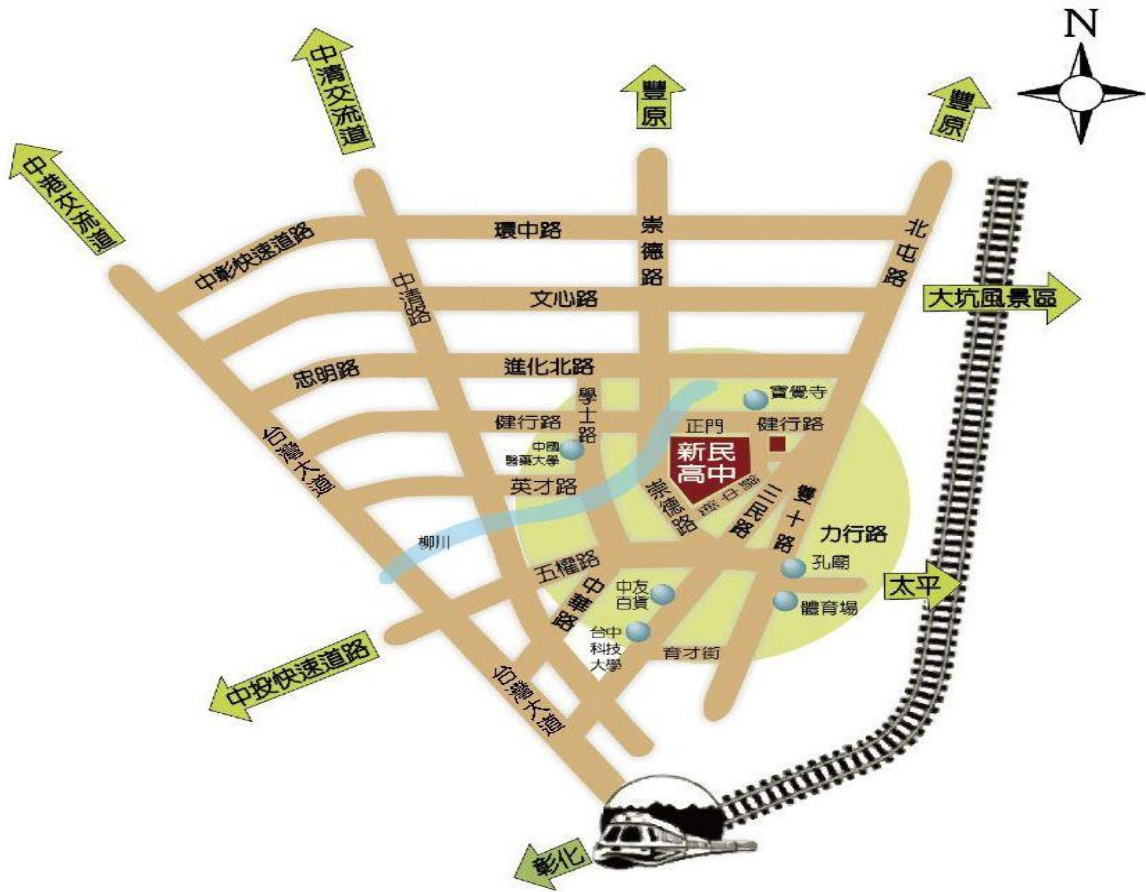 N
中清交流道
豐原
豐原
中港交流道
中彰快速道路
環中路
崇德路
北屯路
中清路
文心路
大坑風景區
忠明路
進化北路
學士路
寶覺寺
健行路
正門
健行路
台灣大道
中國
醫藥大學
新民
高中
英才路
崇德路
三民路
雙十路
力行路
柳川
五權路
中華路
孔廟
中友
百貨
太平
體育場
台中
科技
大學
育才街
中投快速道路
台灣大道
彰化